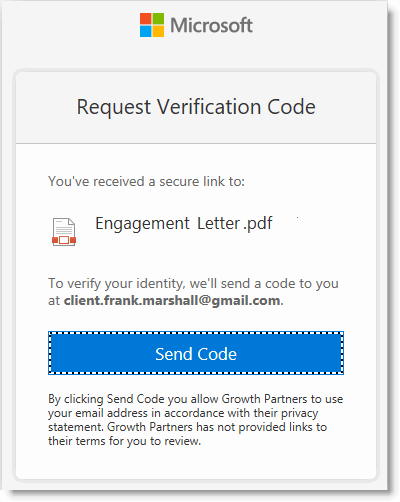 Microsoft
Request Verification Code
You've received a secure link to:
Engagement Letter.pdf
To verify your identity, we'll send a code to you
at client.frank.marshall@gmail.com.
Send Code
By clicking Send Code you allow Growth Partners to use
your email address in accordance with their privacy
statement. Growth Partners has not provided links to
their terms for you to review.